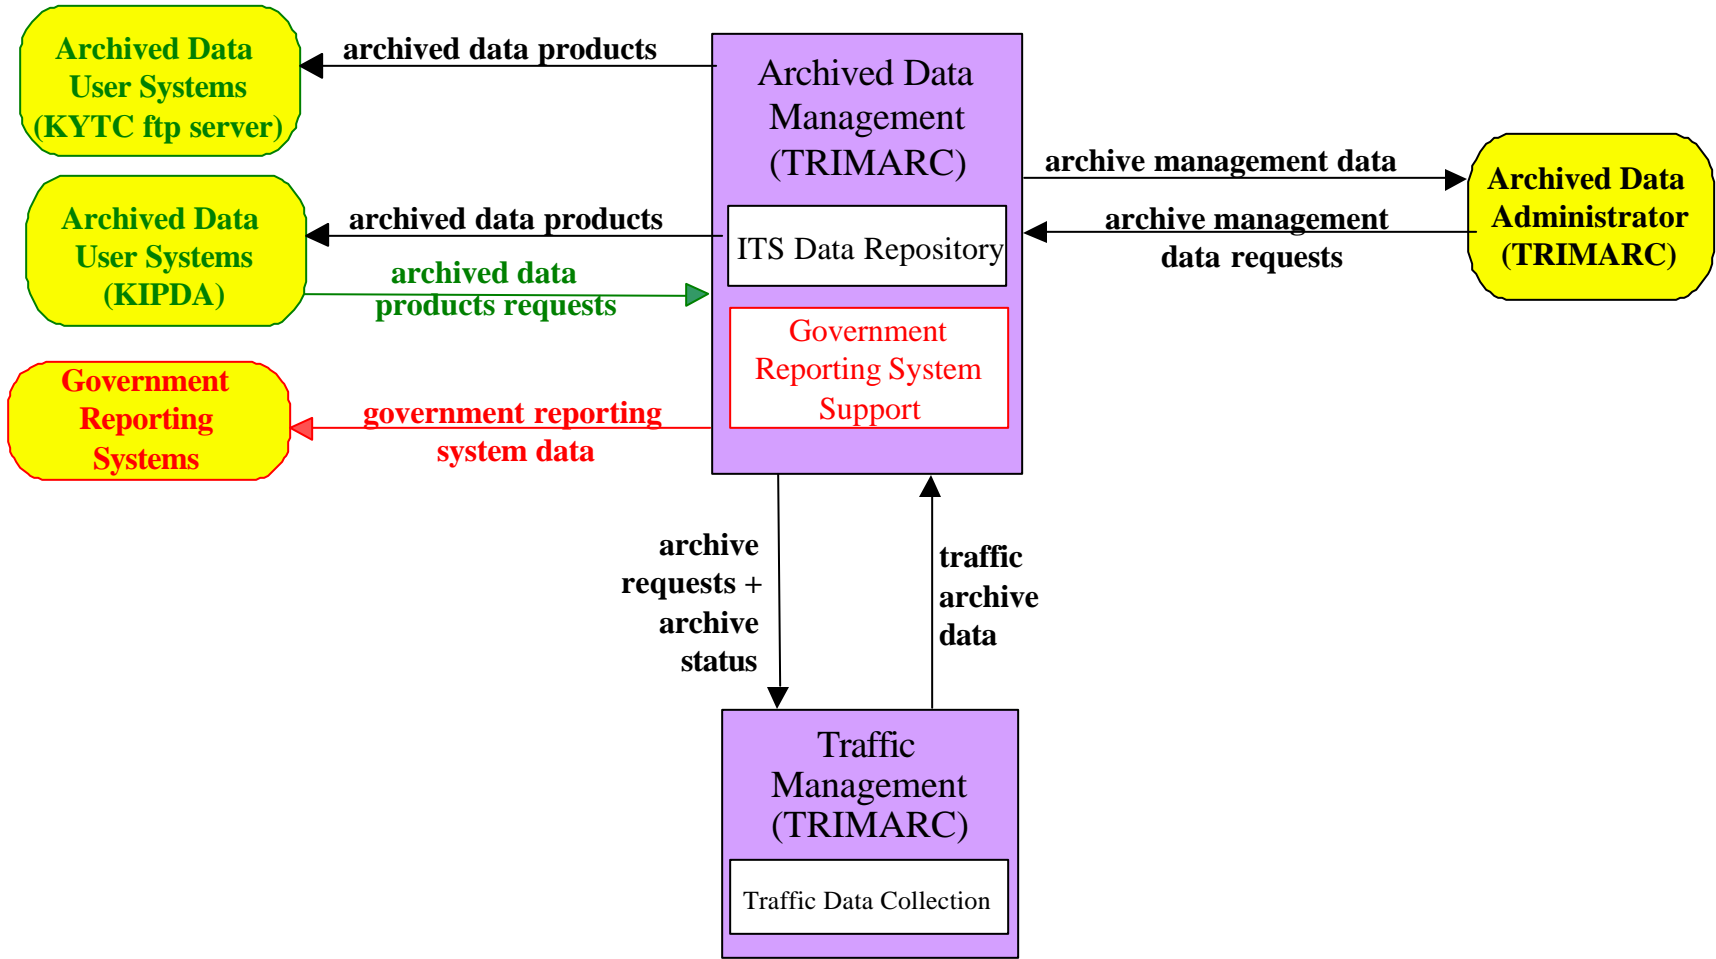 Archived Data
User Systems
(KYTC ftp server)
archived data products
Archived Data
Management
(TRIMARC)
ITS Data Repository
Government
Reporting System
Support
archive management data
archive management
data requests
Archived Data
Administrator
(TRIMARC)
Archived Data
User Systems
(KIPDA)
archived data products
archived data
products requests
Government
Reporting
Systems
government reporting
system data
archive
requests +
archive
status
traffic
archive
data
Traffic
Management
(TRIMARC)
Traffic Data Collection